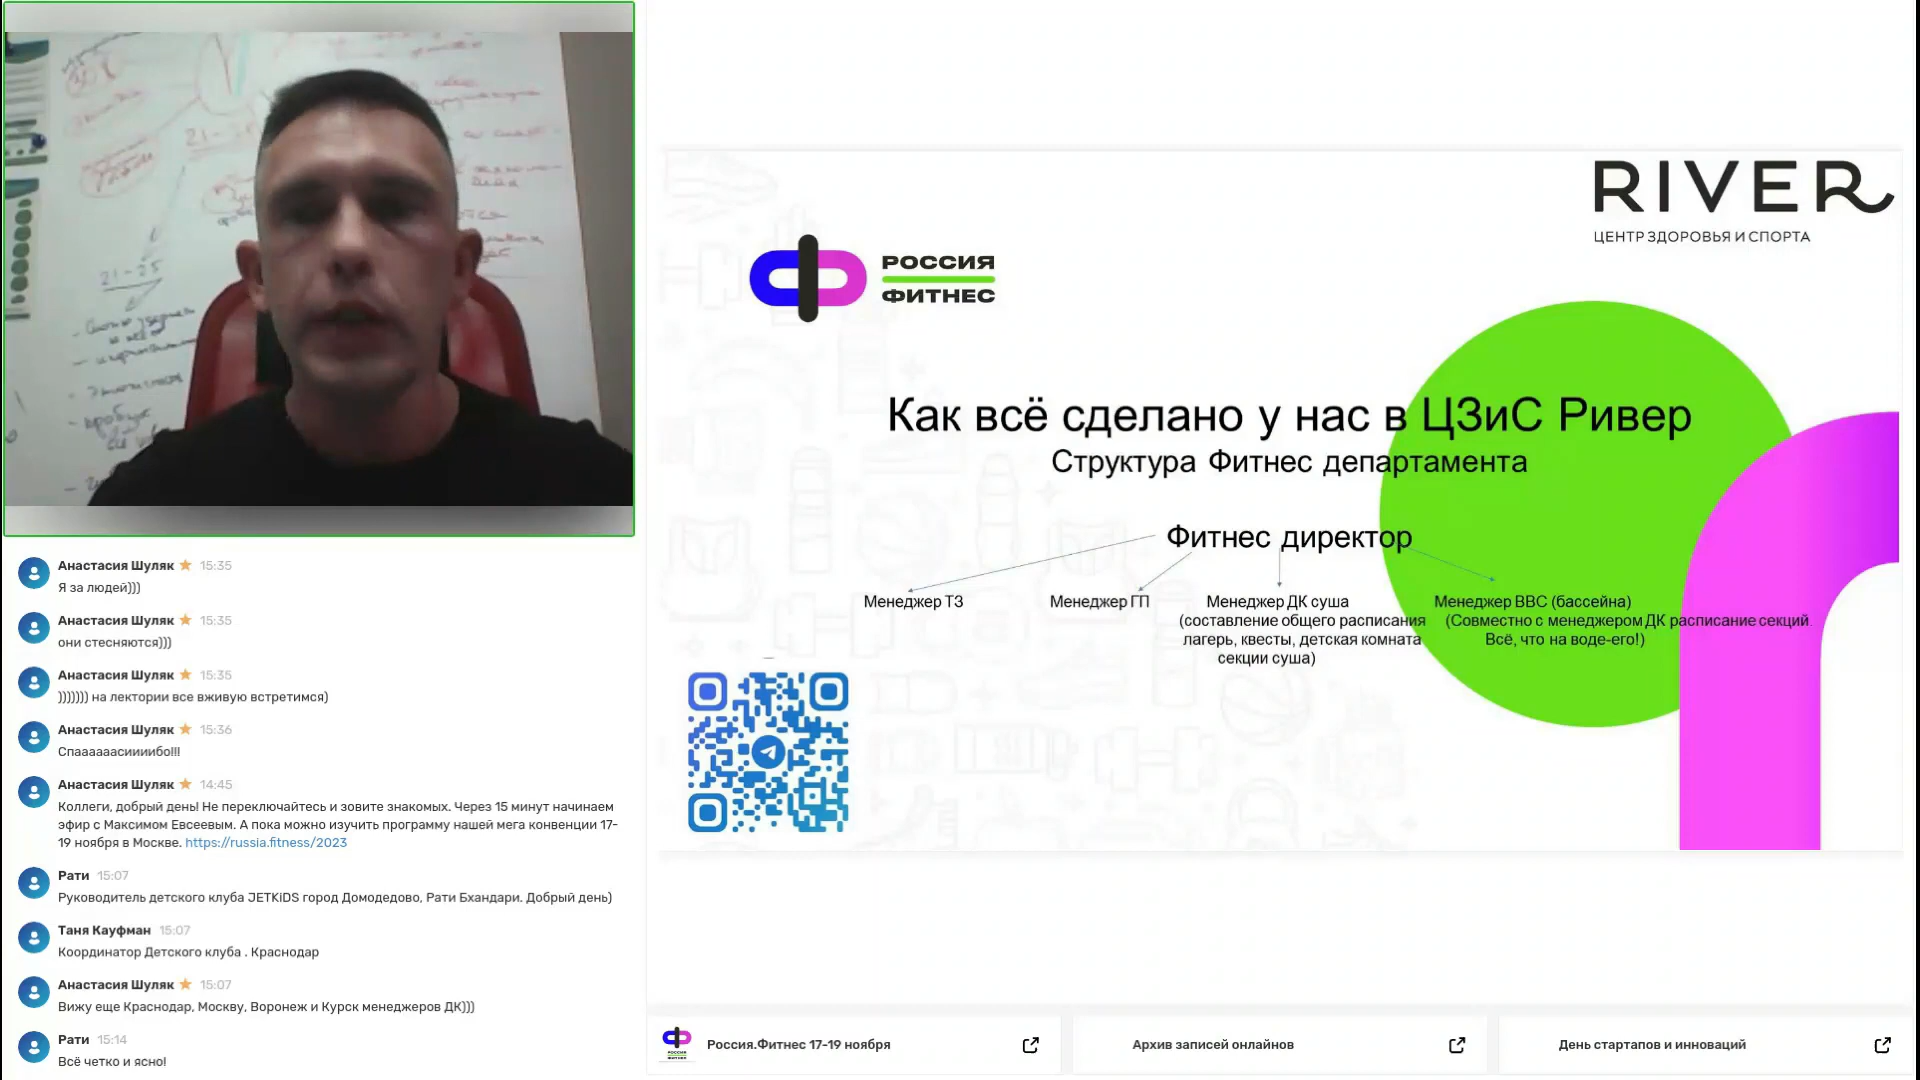 21-25
Анастасия Шуляк 15:35
Я за людей)))
Анастасия Шуляк 15:35
они стесняются)))
Анастасия Шуляк 15:35
))))))) на лектории все вживую встретимся)
Анастасия Шуляк 15:36
Спааааааcииииибо!!!
Анастасия Шуляк 14:45
Коллеги, добрый день! Не переключайтесь и зовите знакомых. Через 15 минут начинаем
эфир с Максимом Евсеевым. А пока можно изучить программу нашей мега конвенции 17-
19 ноября в Москве. https://russia.fitness/2023
Рати 15:07
Руководитель детского клуба JETKiDS город Домодедово, Рати Бхандари. Добрый день)
Таня Кауфман 15:07
Координатор Детского клуба . Краснодар
Анастасия Шуляк 15:07
Вижу еще Краснодар, Москву, Воронеж и Курск менеджеров ДК)))
Рати 15:14
Всё четко и ясно!
RIVER
ЦЕНТР ЗДОРОВЬЯ И СПОРТА
РОССИЯ
ФИТНЕС
Как всё сделано у нас в ЦЗиС Ривер
Структура Фитнес департамента
Фитнес директор
Менеджер ТЗ
Менеджер ГП
Менеджер ДК суша
(составление общего расписания
лагерь, квесты, детская комната
секции суша)
Менеджер ВВС (бассейна)
(Совместно с менеджером ДК расписание секций.
Всё, что на воде-его!)
Россия.Фитнес 17-19 ноября
Архив записей онлайнов
День стартапов и инноваций